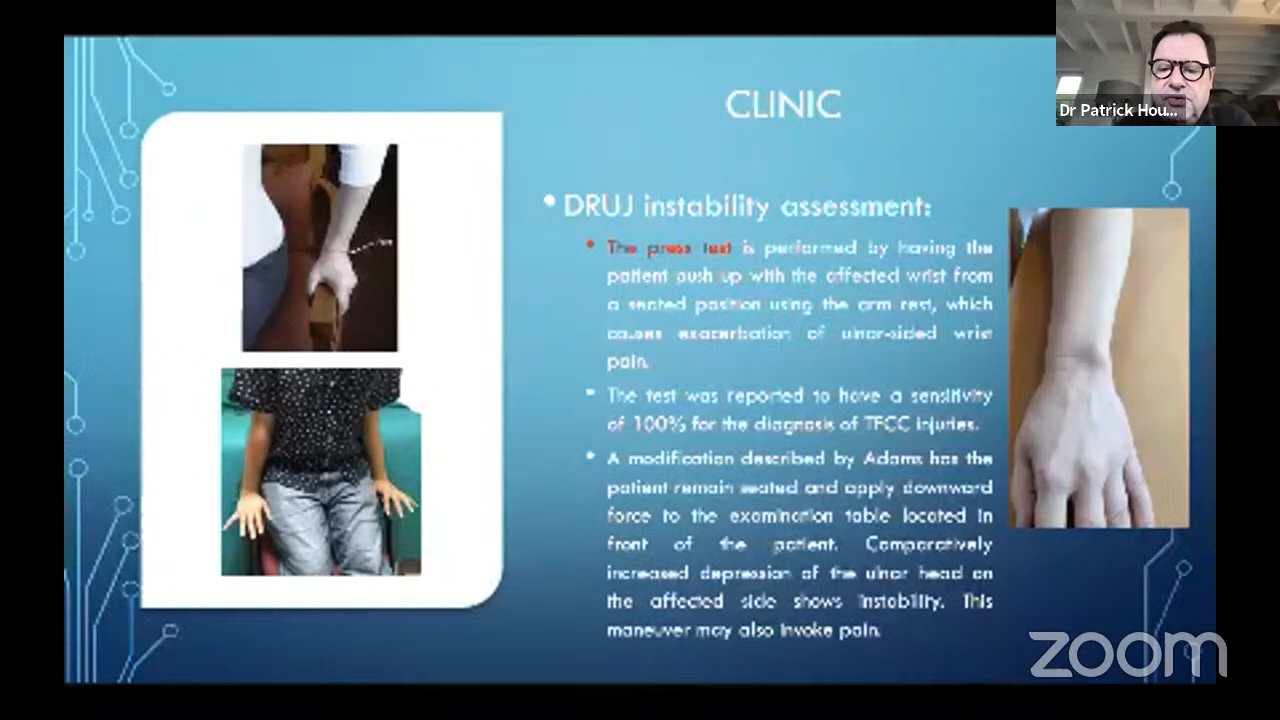 CLINIC
Dr Patrick Hou...
• DRUJ instability assessment:
• The press test is performed by having the
patient push up with the affected wrist from
a seated position using the arm rest, which
causes exacerbation of ulnar-sided wrist
pain.
• The test was reported to have a sensitivity
of 100% for the diagnosis of TFCC injuries.
• A modification described by Adams has the
patient remain seated and apply downward
force to the examination table located in
front of the patient. Comparatively
increased depression of the ulnar head on
the affected side shows instability. This
maneuver may also invoke pain.
zoom